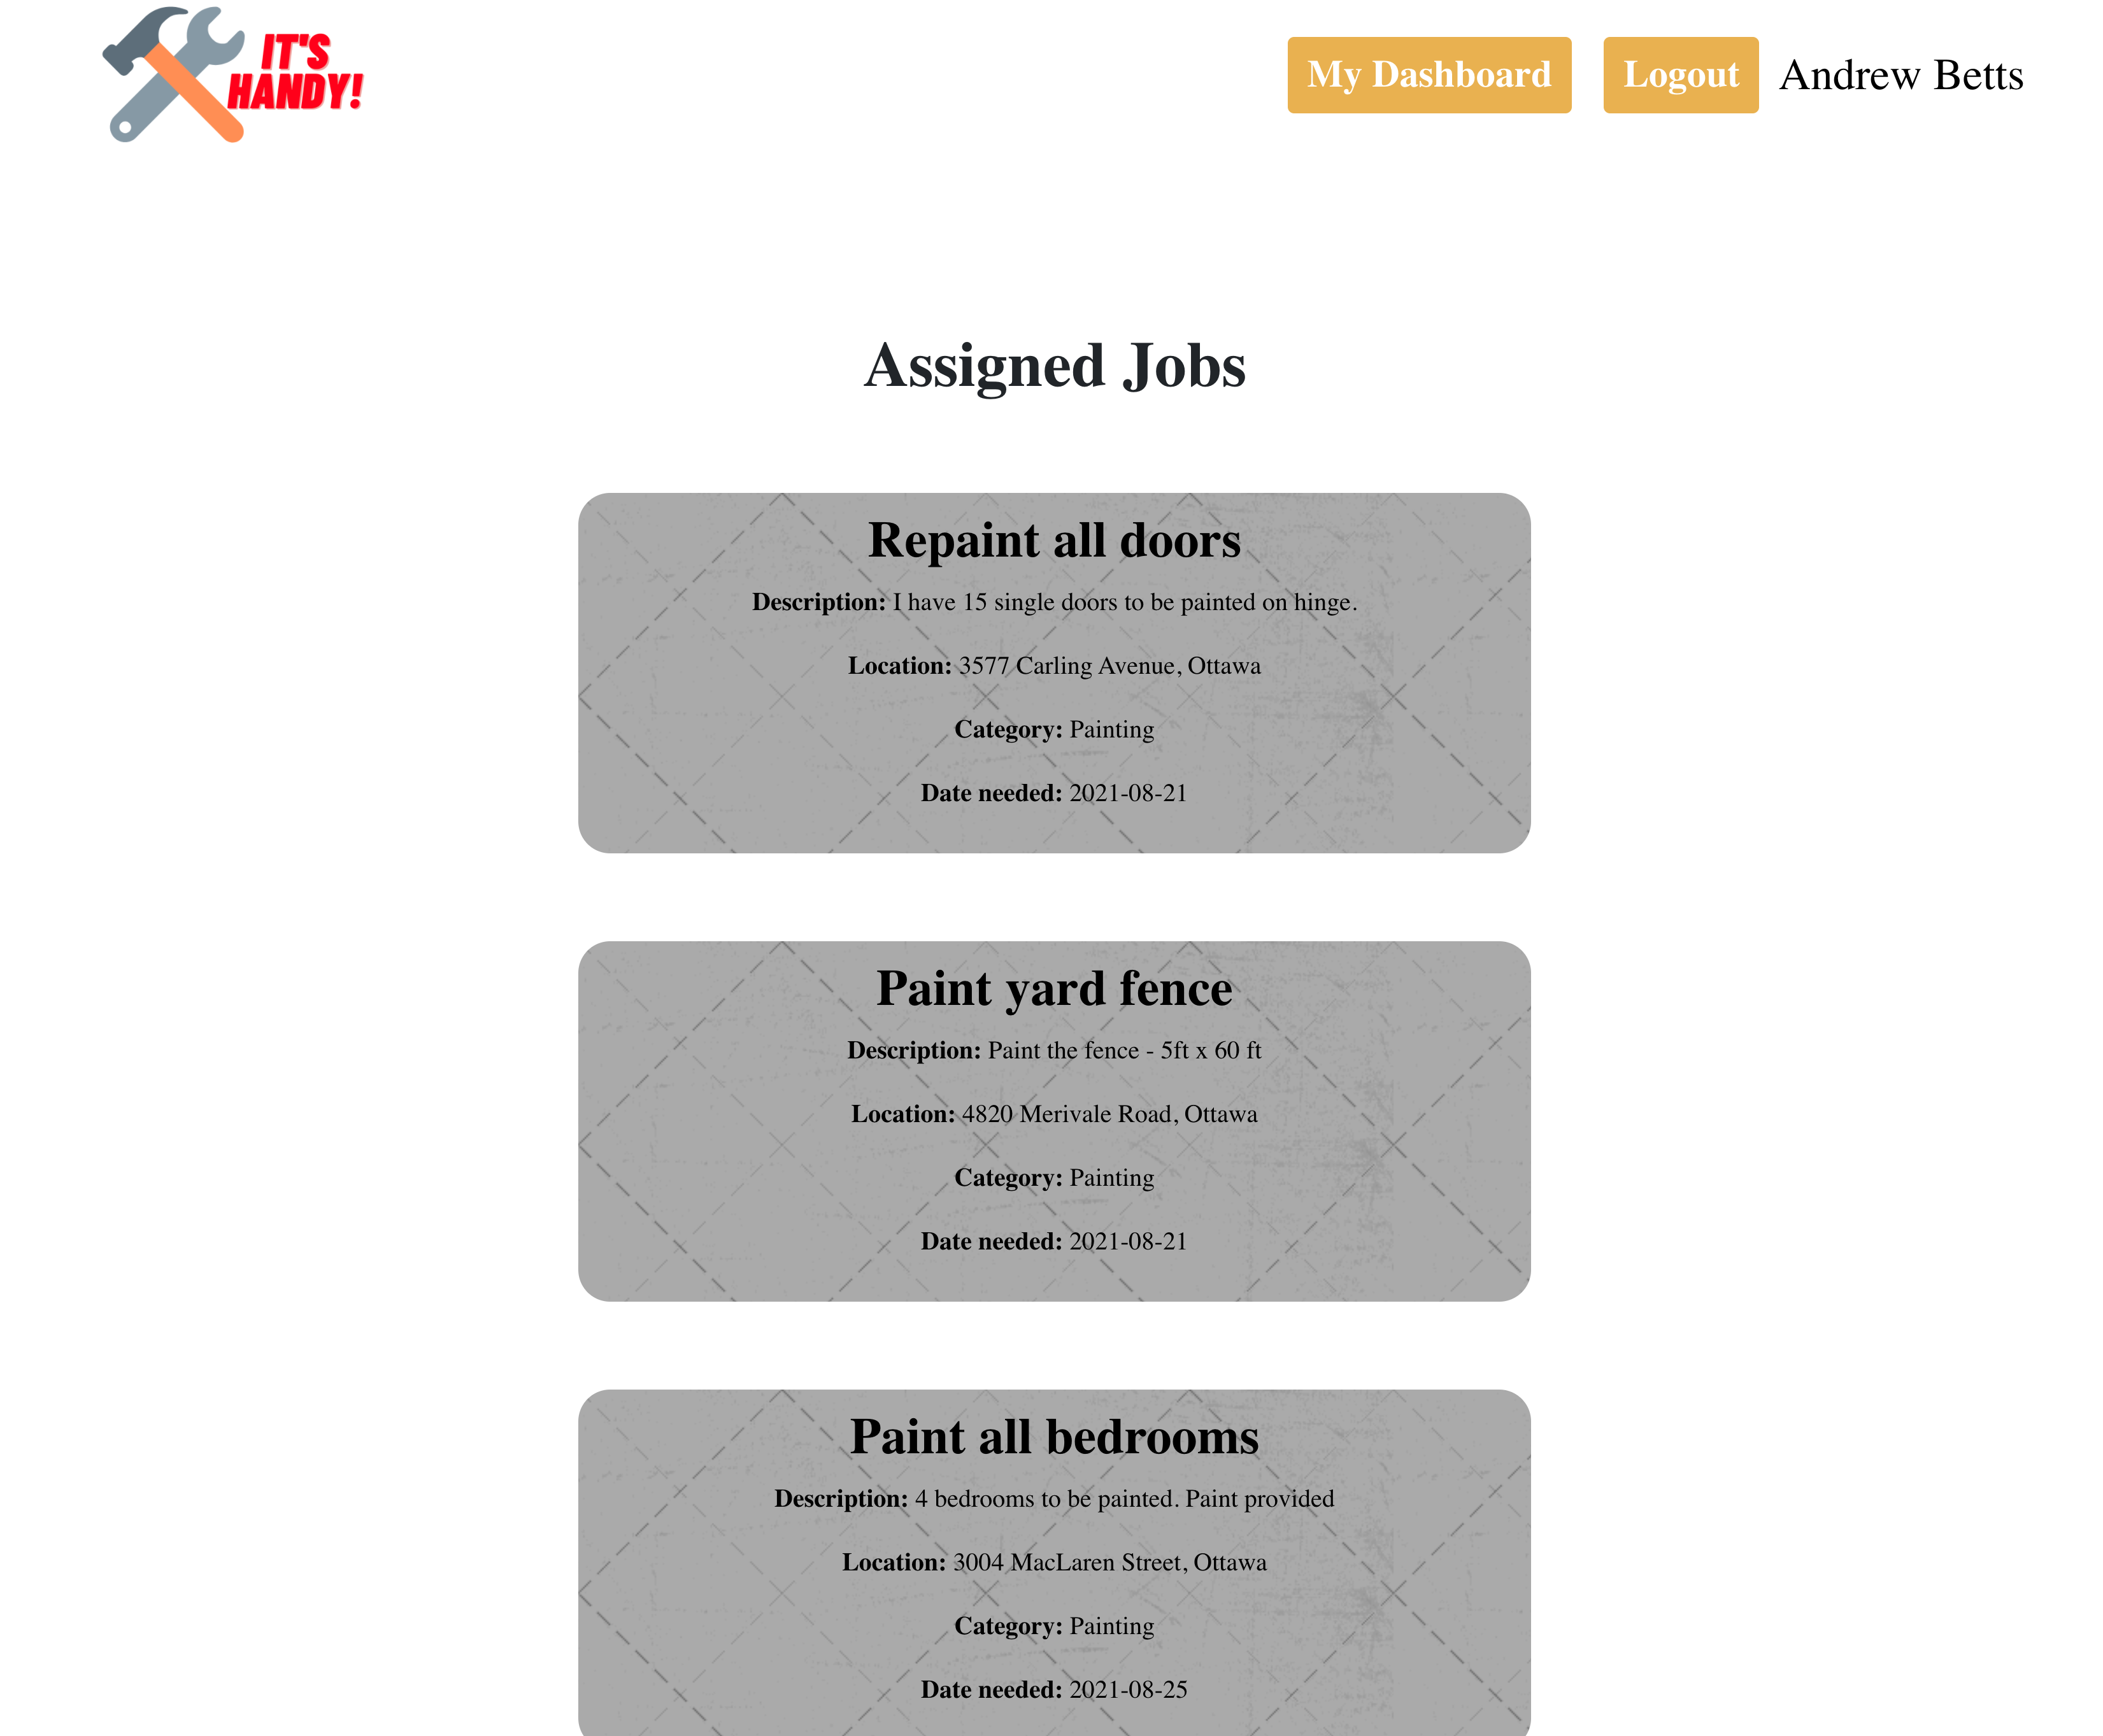 IT'S
HANDY!
My Dashboard
Logout
Andrew Betts
Assigned Jobs
Repaint all doors
Description: I have 15 single doors to be painted on hinge.
Location: 3577 Carling Avenue, Ottawa
Category: Painting
Date needed: 2021-08-21
Paint yard fence
Description: Paint the fence - 5ft x 60 ft
Location: 4820 Merivale Road, Ottawa
Category: Painting
Date needed: 2021-08-21
Paint all bedrooms
Description: 4 bedrooms to be painted. Paint provided
Location: 3004 MacLaren Street, Ottawa
Category: Painting
Date needed: 2021-08-25